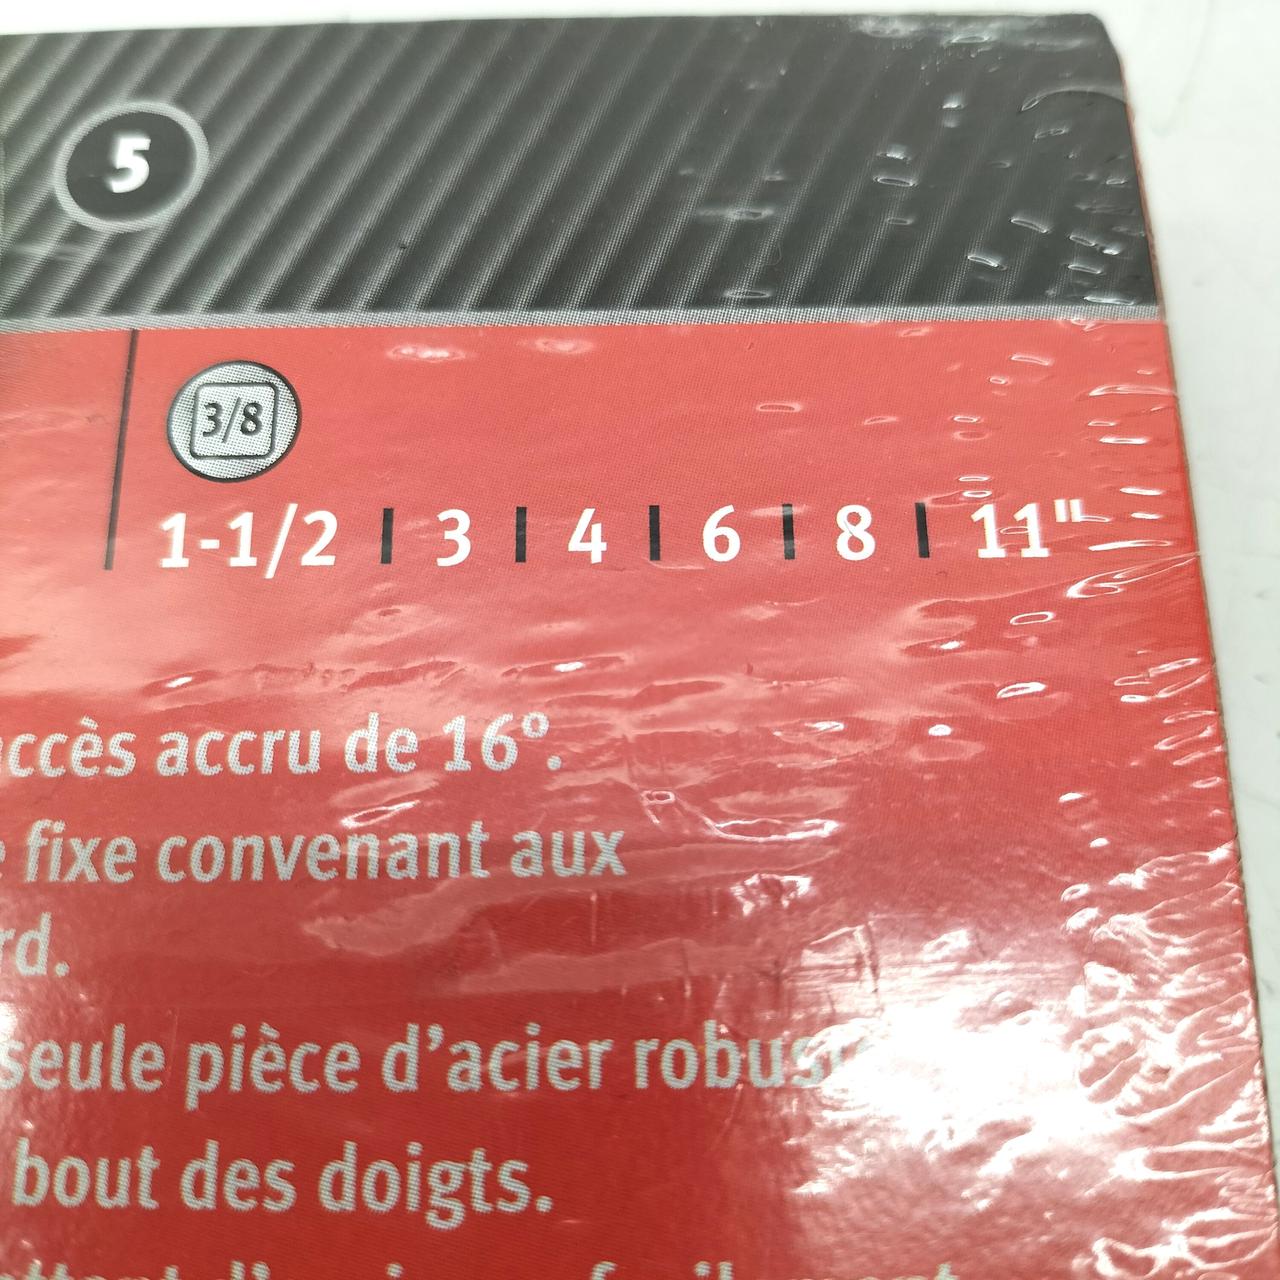 5
3/8
1-1/2 | 3 | 4 | 6 | 8 | 11"
accès accru de 16°.
fixe convenant aux
rd.
seule pièce d'acier
bout des doigts.